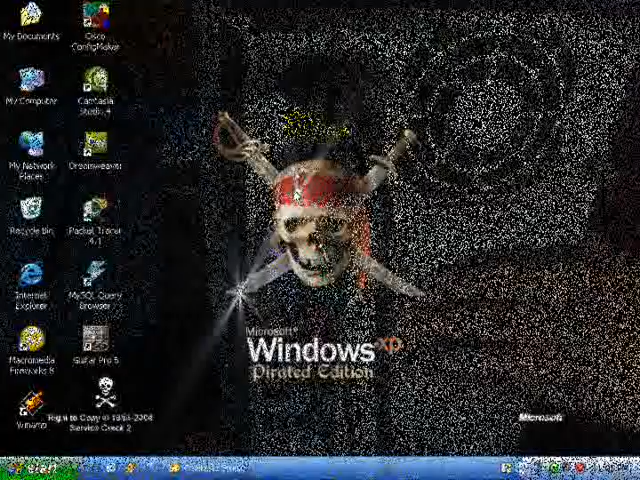 My Documents
Cisco
ConfigMaker
My Computer
Camtasia
Studio 4
My Network
Places
Dreamweaver
Recycle Bin
Packet Tracer
4.1
Internet
Explorer
MySQL Query
Browser
Macromedia
Fireworks 8
Guitar Pro 5
Winamp
Right to Copy © 1985-2004
Service Crack 2
Microsoft®
Windows xp
Pirated Edition
Microsoft
start